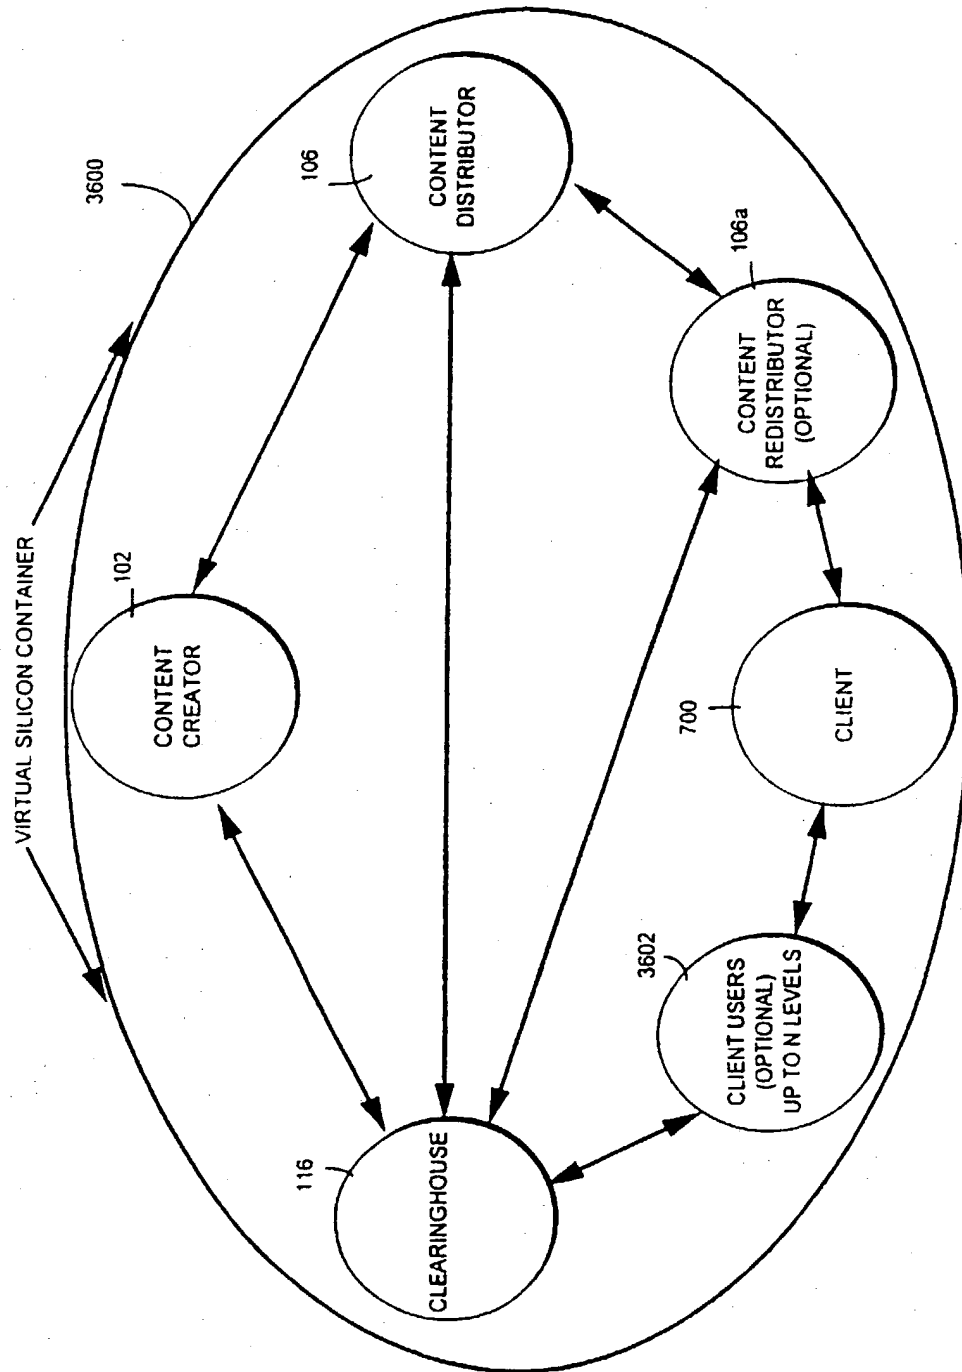 VIRTUAL SILICON CONTAINER
3600
102
CONTENT
CREATOR
106
CONTENT
DISTRIBUTOR
116
CLEARINGHOUSE
106a
CONTENT
REDISTRIBUTOR
(OPTIONAL)
3602
CLIENT USERS
(OPTIONAL)
UP TO N LEVELS
700
CLIENT